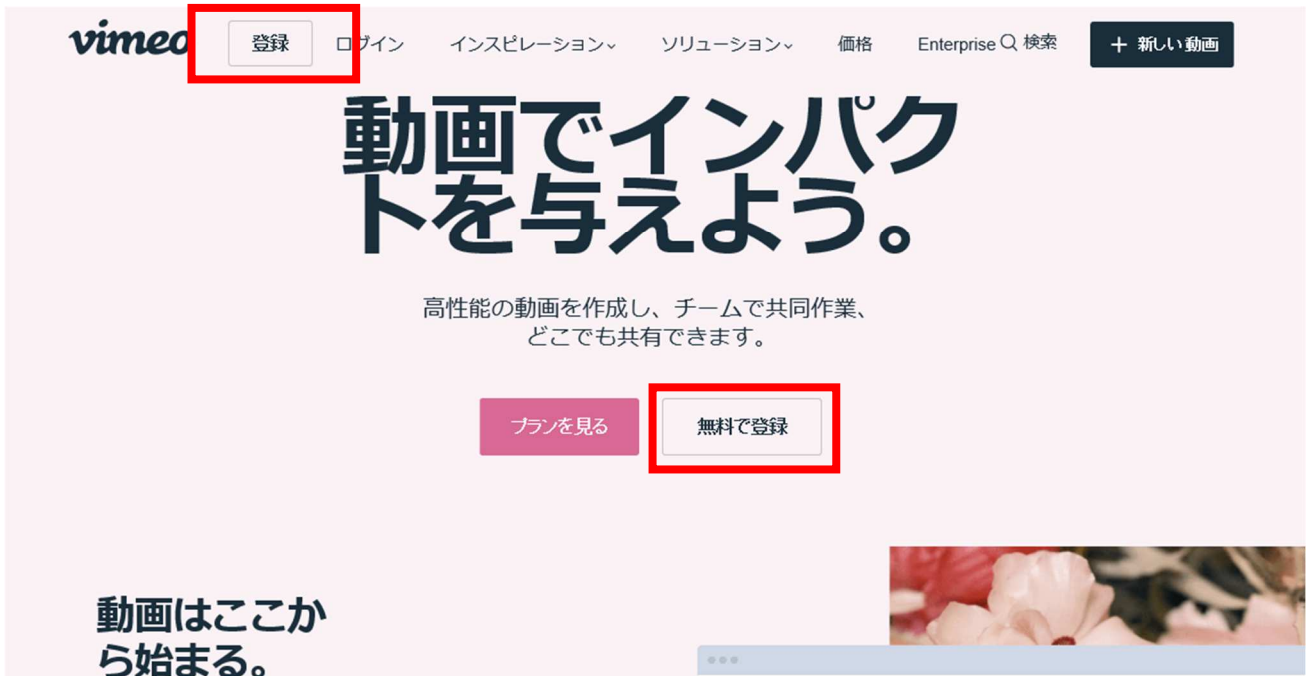 vimeo 登録 ログイン インスピレーション ソリューション 価格 Enterprise 検索 + 新しい動画
動画でインパク
トを与えよう。
高性能の動画を作成し、チームで共同作業、
どこでも共有できます。
プランを見る 無料で登録
動画はここか
ら始まる。